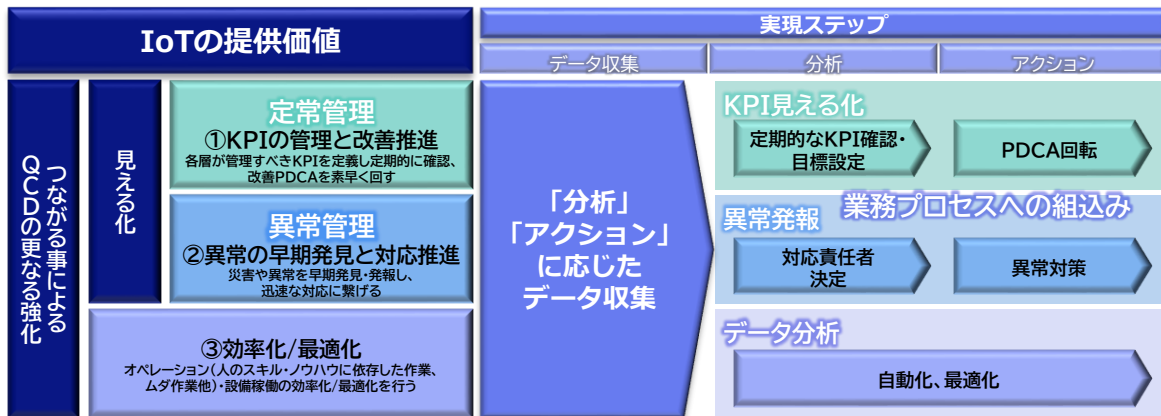 IoTの提供価値
実現ステップ
データ収集
分析
アクション
つながる事による
QCDの更なる強化
見える化
定常管理
①KPIの管理と改善推進
各層が管理すべきKPIを定義し定期的に確認、
改善PDCAを素早く回す
異常管理
②異常の早期発見と対応推進
災害や異常を早期発見・発報し、
迅速な対応に繋げる
③効率化/最適化
オペレーション(人のスキル・ノウハウに依存した作業、
ムダ作業他)・設備稼働の効率化/最適化を行う
「分析」
「アクション」
に応じた
データ収集
KPI見える化
定期的なKPI確認・
目標設定
PDCA回転
異常発報
業務プロセスへの組込み
対応責任者
決定
異常対策
データ分析
自動化、最適化